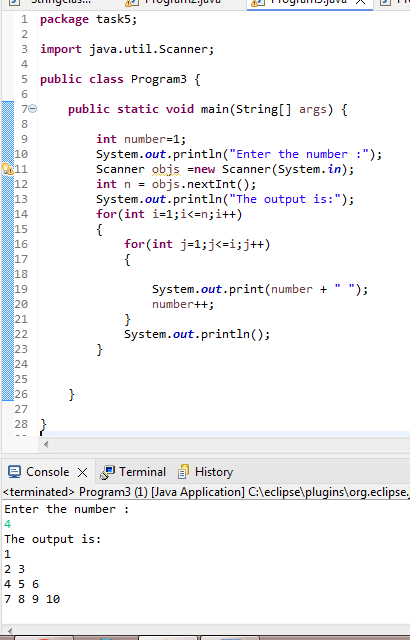 Program2.java
1 package task5;
2
3 import java.util.Scanner;
4
5 public class Program3 {
6
7 public static void main(String[] args) {
8
9 int number=1;
10 System.out.println("Enter the number :");
11 Scanner objs =new Scanner(System.in);
12 int n = objs.nextInt();
13 System.out.println("The output is:");
14 for(int i=1;i<=n;i++)
15 {
16 for(int j=1;j<=i;j++)
17 {
18
19 System.out.print(number + " ");
20 number++;
21 }
22 System.out.println();
23 }
24
25
26 }
27
28 }
Console Terminal History
<terminated> Program3 (1) [Java Application] C:\eclipse\plugins\org.eclipse.
Enter the number :
4
The output is:
1
2 3
4 5 6
7 8 9 10